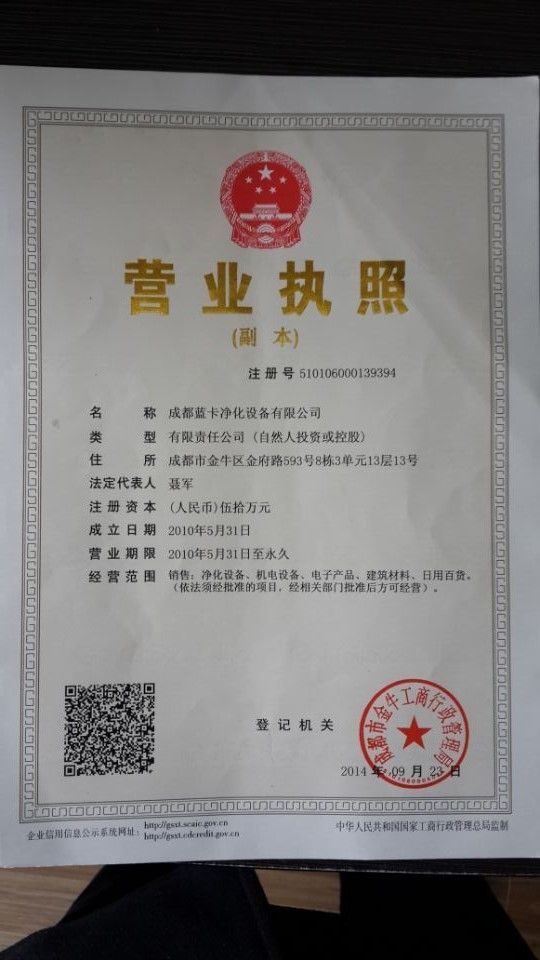 营业执照
(副本)
注册号 510106000139394
名称 成都蓝卡净化设备有限公司
类型 有限责任公司(自然人投资或控股)
住所 成都市金牛区金府路593号8栋3单元13层13号
法定代表人 聂军
注册资本 (人民币)伍拾万元
成立日期 2010年5月31日
营业期限 2010年5月31日至永久
经营范围 销售：净化设备、机电设备、电子产品、建筑材料、日用百货。
(依法须经批准的项目，经相关部门批准后方可经营)。
登记机关
成都市金牛工商行政管理局
2014 年 09 月 23 日
企业信用信息公示系统网址：
http://gsxt.scaic.gov.cn
http://gsxt.cdcredit.gov.cn
中华人民共和国国家工商行政管理总局监制